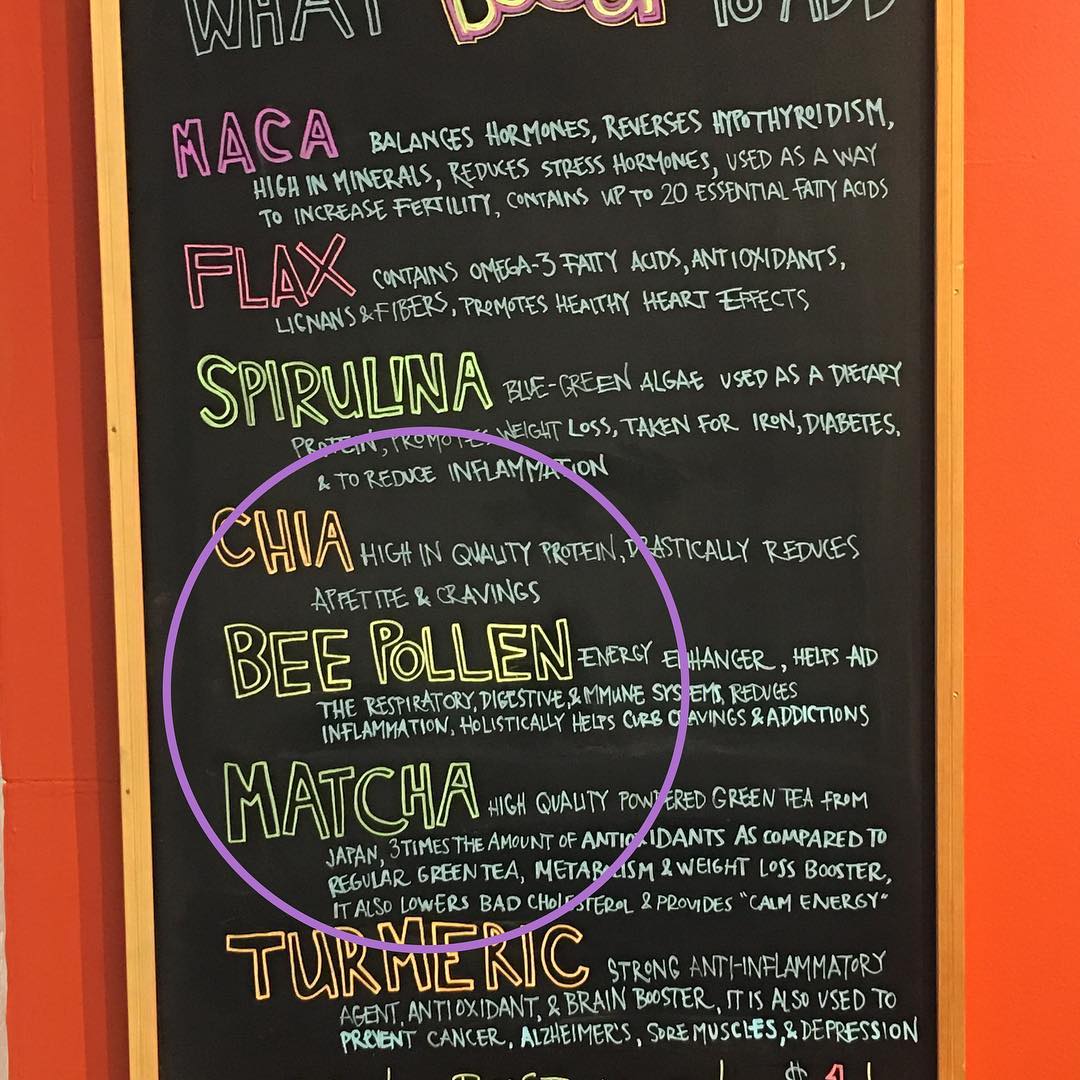 WHAT BOOST TO ADD
MACA BALANCES HORMONES, REVERSES HYPOTHYROIDISM,
HIGH IN MINERALS, REDUCES STRESS HORMONES, USED AS A WAY
TO INCREASE FERTILITY, CONTAINS UP TO 20 ESSENTIAL FATTY ACIDS
FLAX CONTAINS OMEGA-3 FATTY ACIDS, ANTIOXIDANTS,
LIGNANS & FIBERS, PROMOTES HEALTHY HEART EFFECTS
SPIRULINA BLUE-GREEN ALGAE USED AS A DIETARY
PROTEIN, PROMOTES WEIGHT LOSS, TAKEN FOR IRON, DIABETES,
& TO REDUCE INFLAMMATION
CHIA HIGH IN QUALITY PROTEIN, DRASTICALLY REDUCES
APPETITE & CRAVINGS
BEE POLLEN ENERGY ENHANCER, HELPS AID
THE RESPIRATORY, DIGESTIVE, & IMMUNE SYSTEMS, REDUCES
INFLAMMATION, HOLISTICALLY HELPS CURB CRAVINGS & ADDICTIONS
MATCHA HIGH QUALITY POWDERED GREEN TEA FROM
JAPAN, 3 TIMES THE AMOUNT OF ANTIOXIDANTS AS COMPARED TO
REGULAR GREEN TEA, METABOLISM & WEIGHT LOSS BOOSTER,
IT ALSO LOWERS BAD CHOLESTEROL & PROVIDES "CALM ENERGY"
TURMERIC STRONG ANTI-INFLAMMATORY
AGENT, ANTIOXIDANT, & BRAIN BOOSTER, IT IS ALSO USED TO
PREVENT CANCER, ALZHEIMER'S, SORE MUSCLES, & DEPRESSION